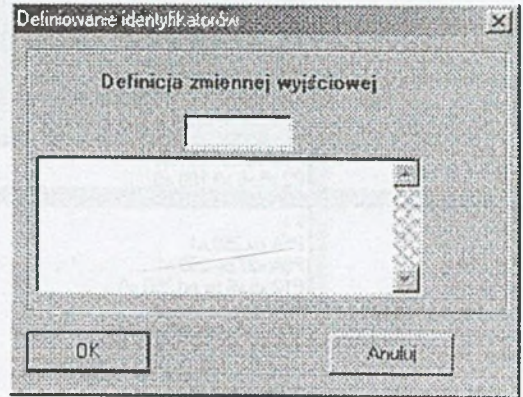 Definiowanie identyfikatorów
Definicja zmiennej wyjściowej
OK
Anuluj